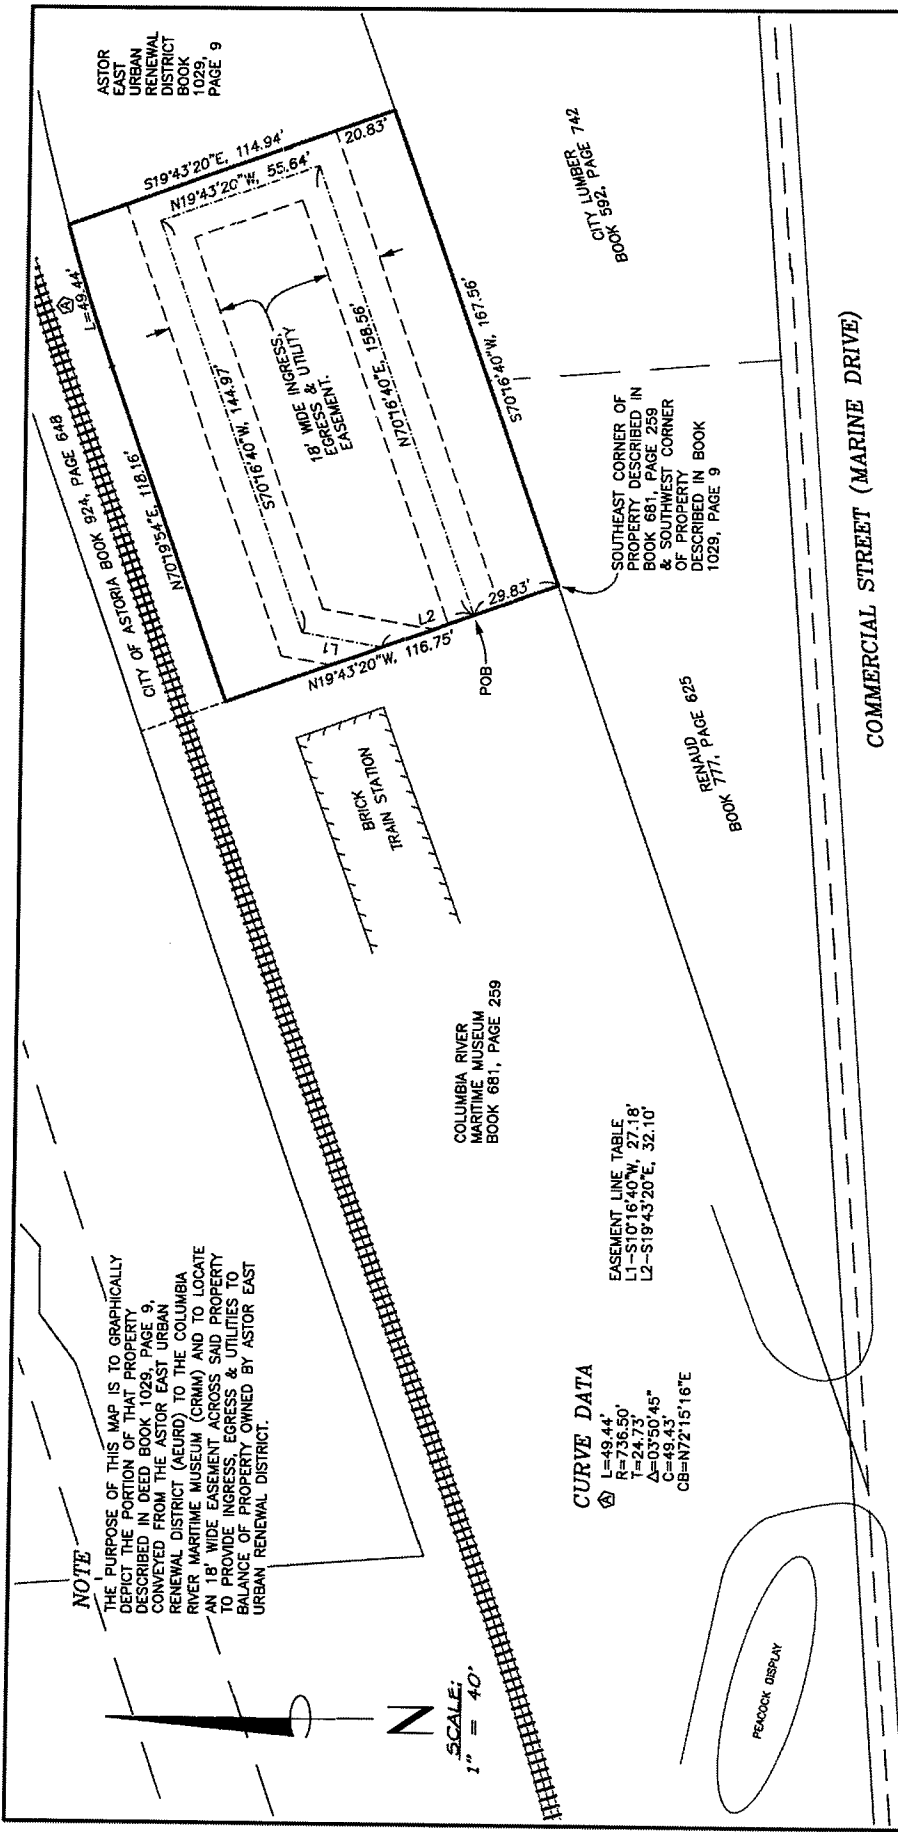 NOTE
THE PURPOSE OF THIS MAP IS TO GRAPHICALLY
DEPICT THE PORTION OF THAT PROPERTY
DESCRIBED IN DEED BOOK 1029, PAGE 9,
CONVEYED FROM THE ASTOR EAST URBAN
RENEWAL DISTRICT (AEURD) TO THE COLUMBIA
RIVER MARITIME MUSEUM (CRMM) AND TO LOCATE
AN 18' WIDE EASEMENT ACROSS SAID PROPERTY
TO PROVIDE INGRESS, EGRESS & UTILITIES TO
BALANCE OF PROPERTY OWNED BY ASTOR EAST
URBAN RENEWAL DISTRICT.
N
SCALE:
1" = 40'
ASTOR
EAST
URBAN
RENEWAL
DISTRICT
BOOK
1029,
PAGE 9
CITY OF ASTORIA BOOK 924, PAGE 648
N70°19'54"E, 118.16'
A
L=49.44'
S19°43'20"E, 114.94'
N19°43'20"W, 55.64'
20.83'
S70°16'40"W, 144.97'
18' WIDE INGRESS,
EGRESS & UTILITY
EASEMENT.
N70°16'40"E, 158.56'
L1
L2
N19°43'20"W, 116.75'
29.83'
POB
S70°16'40"W, 167.56'
BRICK
TRAIN STATION
COLUMBIA RIVER
MARITIME MUSEUM
BOOK 681, PAGE 259
SOUTHEAST CORNER OF
PROPERTY DESCRIBED IN
BOOK 681, PAGE 259
& SOUTHWEST CORNER
OF PROPERTY
DESCRIBED IN BOOK
1029, PAGE 9
CITY LUMBER
BOOK 592, PAGE 742
RENAUD
BOOK 777, PAGE 625
EASEMENT LINE TABLE
L1-S10°16'40"W, 27.18'
L2-S19°43'20"E, 32.10'
CURVE DATA
A L=49.44'
R=736.50'
T=24.73'
Δ=03°50'45"
C=49.43'
CB=N72°15'16"E
PEACOCK DISPLAY
COMMERCIAL STREET (MARINE DRIVE)